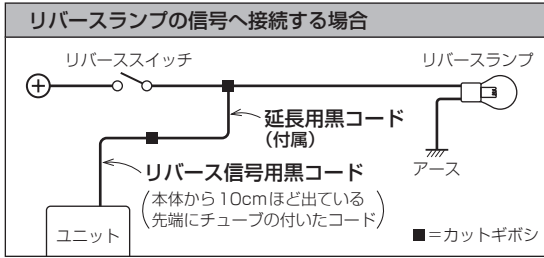 リバースランプの信号へ接続する場合
リバーススイッチ
リバースランプ
延長用黒コード
（付属）
アース
リバース信号用黒コード
（本体から10cmほど出ている
先端にチューブの付いたコード）
ユニット
■＝カットギボシ